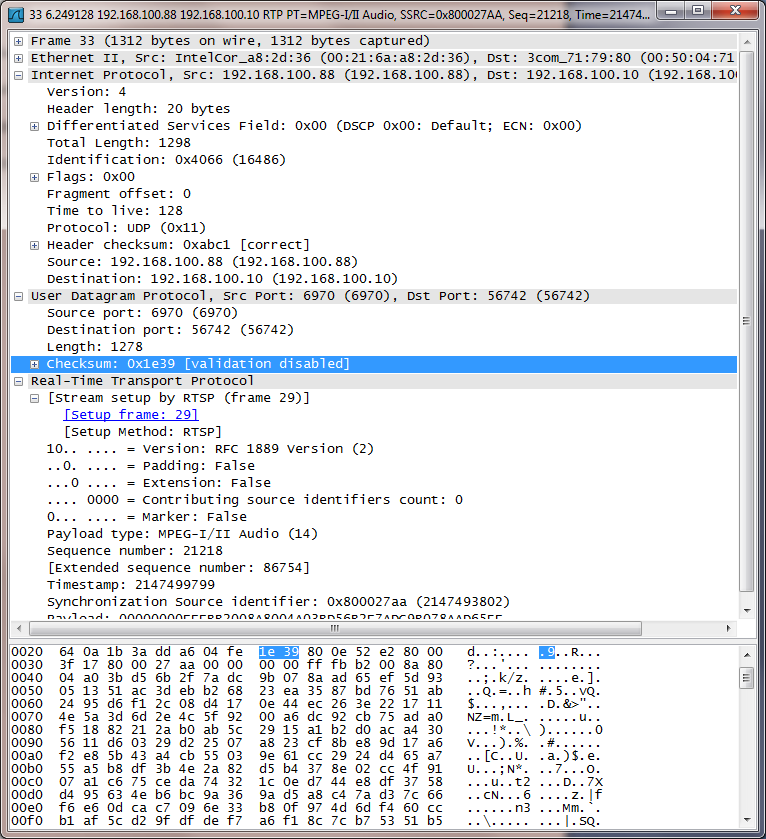 33 6.249128 192.168.100.88 192.168.100.10 RTP PT=MPEG-I/II Audio, SSRC=0x800027AA, Seq=21218, Time=21474...
Frame 33 (1312 bytes on wire, 1312 bytes captured)
Ethernet II, Src: IntelCor_a8:2d:36 (00:21:6a:a8:2d:36), Dst: 3com_71:79:80 (00:50:04:71:
Internet Protocol, Src: 192.168.100.88 (192.168.100.88), Dst: 192.168.100.10 (192.168.100
Version: 4
Header length: 20 bytes
Differentiated Services Field: 0x00 (DSCP 0x00: Default; ECN: 0x00)
Total Length: 1298
Identification: 0x4066 (16486)
Flags: 0x00
Fragment offset: 0
Time to live: 128
Protocol: UDP (0x11)
Header checksum: 0xabc1 [correct]
Source: 192.168.100.88 (192.168.100.88)
Destination: 192.168.100.10 (192.168.100.10)
User Datagram Protocol, Src Port: 6970 (6970), Dst Port: 56742 (56742)
Source port: 6970 (6970)
Destination port: 56742 (56742)
Length: 1278
Checksum: 0x1e39 [validation disabled]
Real-Time Transport Protocol
[Stream setup by RTSP (frame 29)]
[Setup frame: 29]
[Setup Method: RTSP]
10.. .... = Version: RFC 1889 Version (2)
..0. .... = Padding: False
...0 .... = Extension: False
.... 0000 = Contributing source identifiers count: 0
0... .... = Marker: False
Payload type: MPEG-I/II Audio (14)
Sequence number: 21218
[Extended sequence number: 86754]
Timestamp: 2147499799
Synchronization Source identifier: 0x800027aa (2147493802)
Payload: 00000000FFFBB2008A8004A03BD56B2F7ADC9B078AAD65EF
0020 64 0a 1b 3a dd a6 04 fe 1e 39 80 0e 52 e2 80 00 d..:.... .9..R...
0030 3f 17 80 00 27 aa 00 00 00 00 ff fb b2 00 8a 80 ?...'... ........
0040 04 a0 3b d5 6b 2f 7a dc 9b 07 8a ad 65 ef 5d 93 ..;.k/z. ....e.].
0050 05 13 51 ac 3d eb b2 68 23 ea 35 87 bd 76 51 ab ..Q.=..h #.5..vQ.
0060 24 95 d6 f1 2c 08 d4 17 0e 44 ec 26 3e 22 17 11 $...,... .D.&>"..
0070 4e 5a 3d 6d 2e 4c 5f 92 00 a6 dc 92 cb 75 ad a0 NZ=m.L_. .....u..
0080 f5 18 82 21 2a b0 ab 5c 29 15 a1 b2 d0 ac a4 30 ...!*..\ )......0
0090 56 11 d6 03 29 d2 25 07 a8 23 cf 8b e8 9d 17 a6 V...).%. .#......
00a0 f2 e8 5b 43 a4 cb 55 03 9e 61 cc 29 24 d4 65 a7 ..[C..U. .a.)$.e.
00b0 55 a5 b8 df 3b 4e 2a 82 d5 b4 37 8e 02 cc 4f 91 U...;N*. ..7...O.
00c0 07 a1 c6 75 ce da 74 32 1c 0e d7 44 e8 df 37 58 ...u..t2 ...D..7X
00d0 d4 95 63 4e b6 bc 9a 36 9a d5 a8 c4 7a d3 7c 66 ..cN...6 ....z.|f
00e0 f6 e6 0d ca c7 09 6e 33 b8 0f 97 4d 6d f4 60 cc ......n3 ...Mm.`.
00f0 b1 af 5c d2 9f df de f7 a6 f1 8c 7c b7 53 51 b5 ..\..... ...|.SQ.